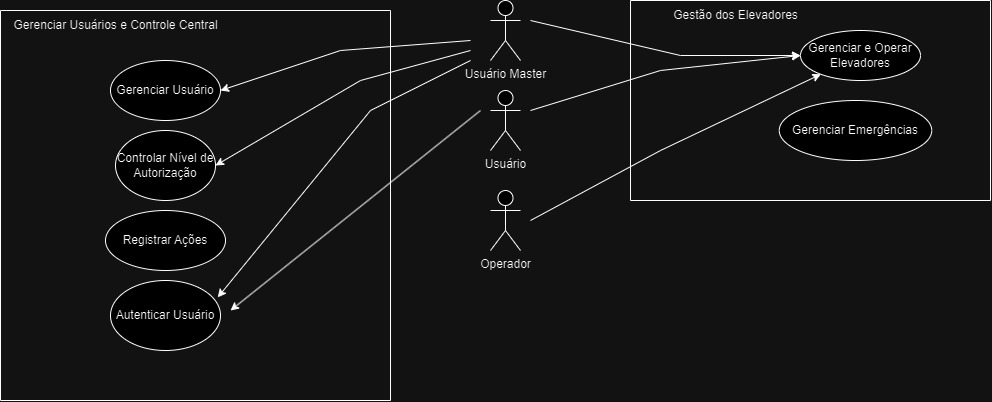 Gerenciar Usuários e Controle Central
Gerenciar Usuário
Controlar Nível de
Autorização
Registrar Ações
Autenticar Usuário
Usuário Master
Usuário
Operador
Gestão dos Elevadores
Gerenciar e Operar
Elevadores
Gerenciar Emergências